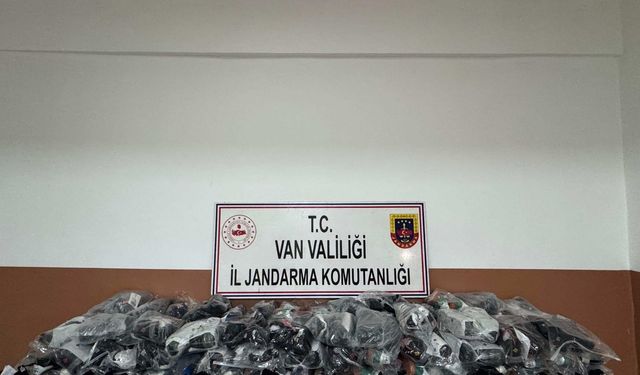 T.C.
VAN VALİLİĞİ
İL JANDARMA KOMUTANLIĞI